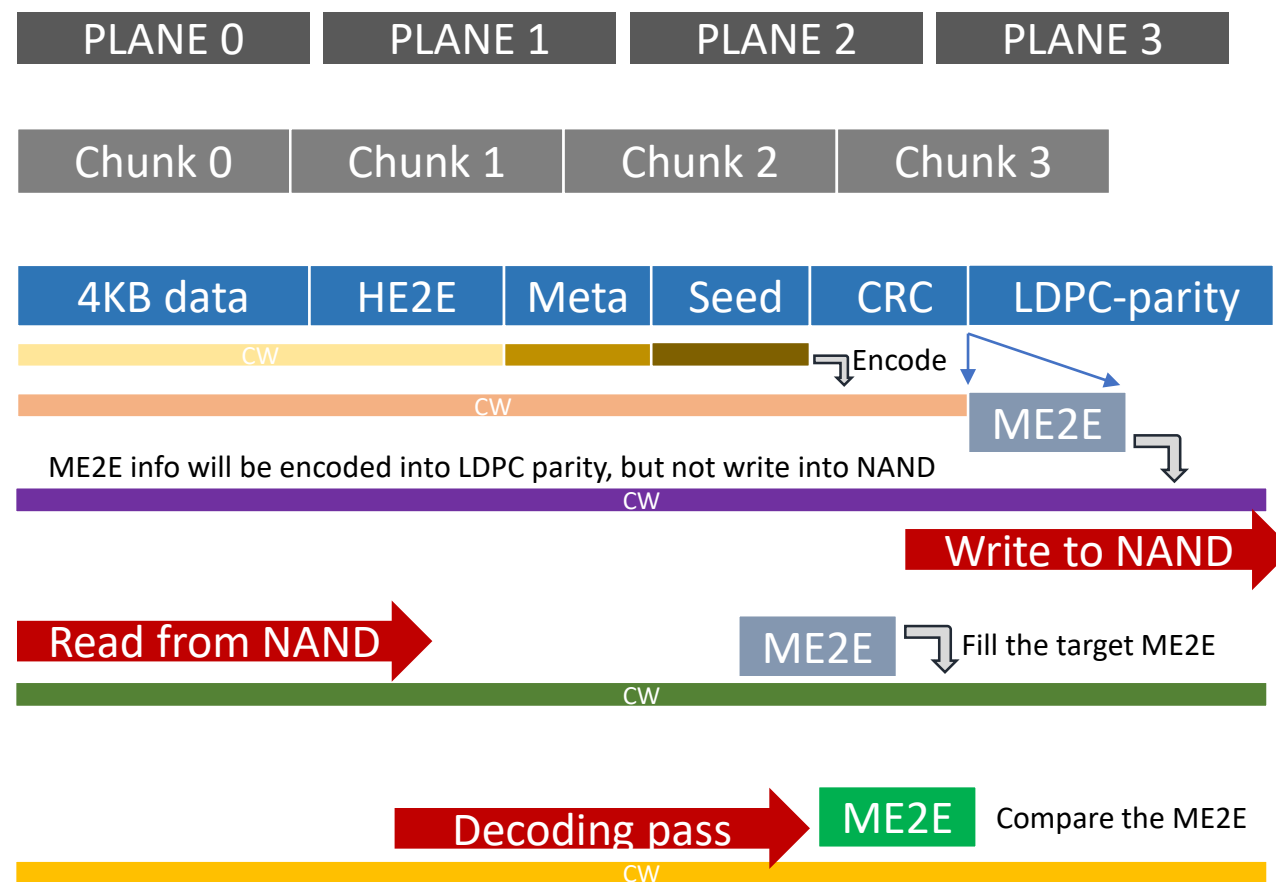 PLANE 0 PLANE 1 PLANE 2 PLANE 3
Chunk 0 Chunk 1 Chunk 2 Chunk 3
4KB data HE2E Meta Seed CRC LDPC-parity
CW
Encode
CW
ME2E
ME2E info will be encoded into LDPC parity, but not write into NAND
CW
Write to NAND
Read from NAND
ME2E
Fill the target ME2E
CW
Decoding pass
ME2E
Compare the ME2E
CW